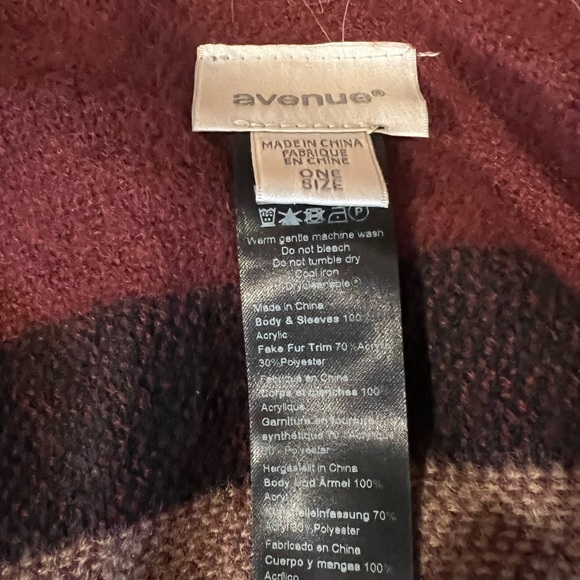 avenue®
MADE IN CHINA
FABRIQUE
EN CHINE
ONE
SIZE
Warm gentle machine wash
Do not bleach
Do not tumble dry
Cool iron
Drycleanable
Made in China
Body & Sleeves 100%
Acrylic
Fake Fur Trim 70% Acrylic
30% Polyester
Fabriqué en Chine
Corps et manches 100
Acrylique
Garniture en fourrure
synthétique 70% Acrylique
30% Polyester
Hergestellt in China
Body Und Ärmel 100%
Acryl
70%
Acryl 30% Polyester
Fabricado en China
Cuerpo y mangas 100%